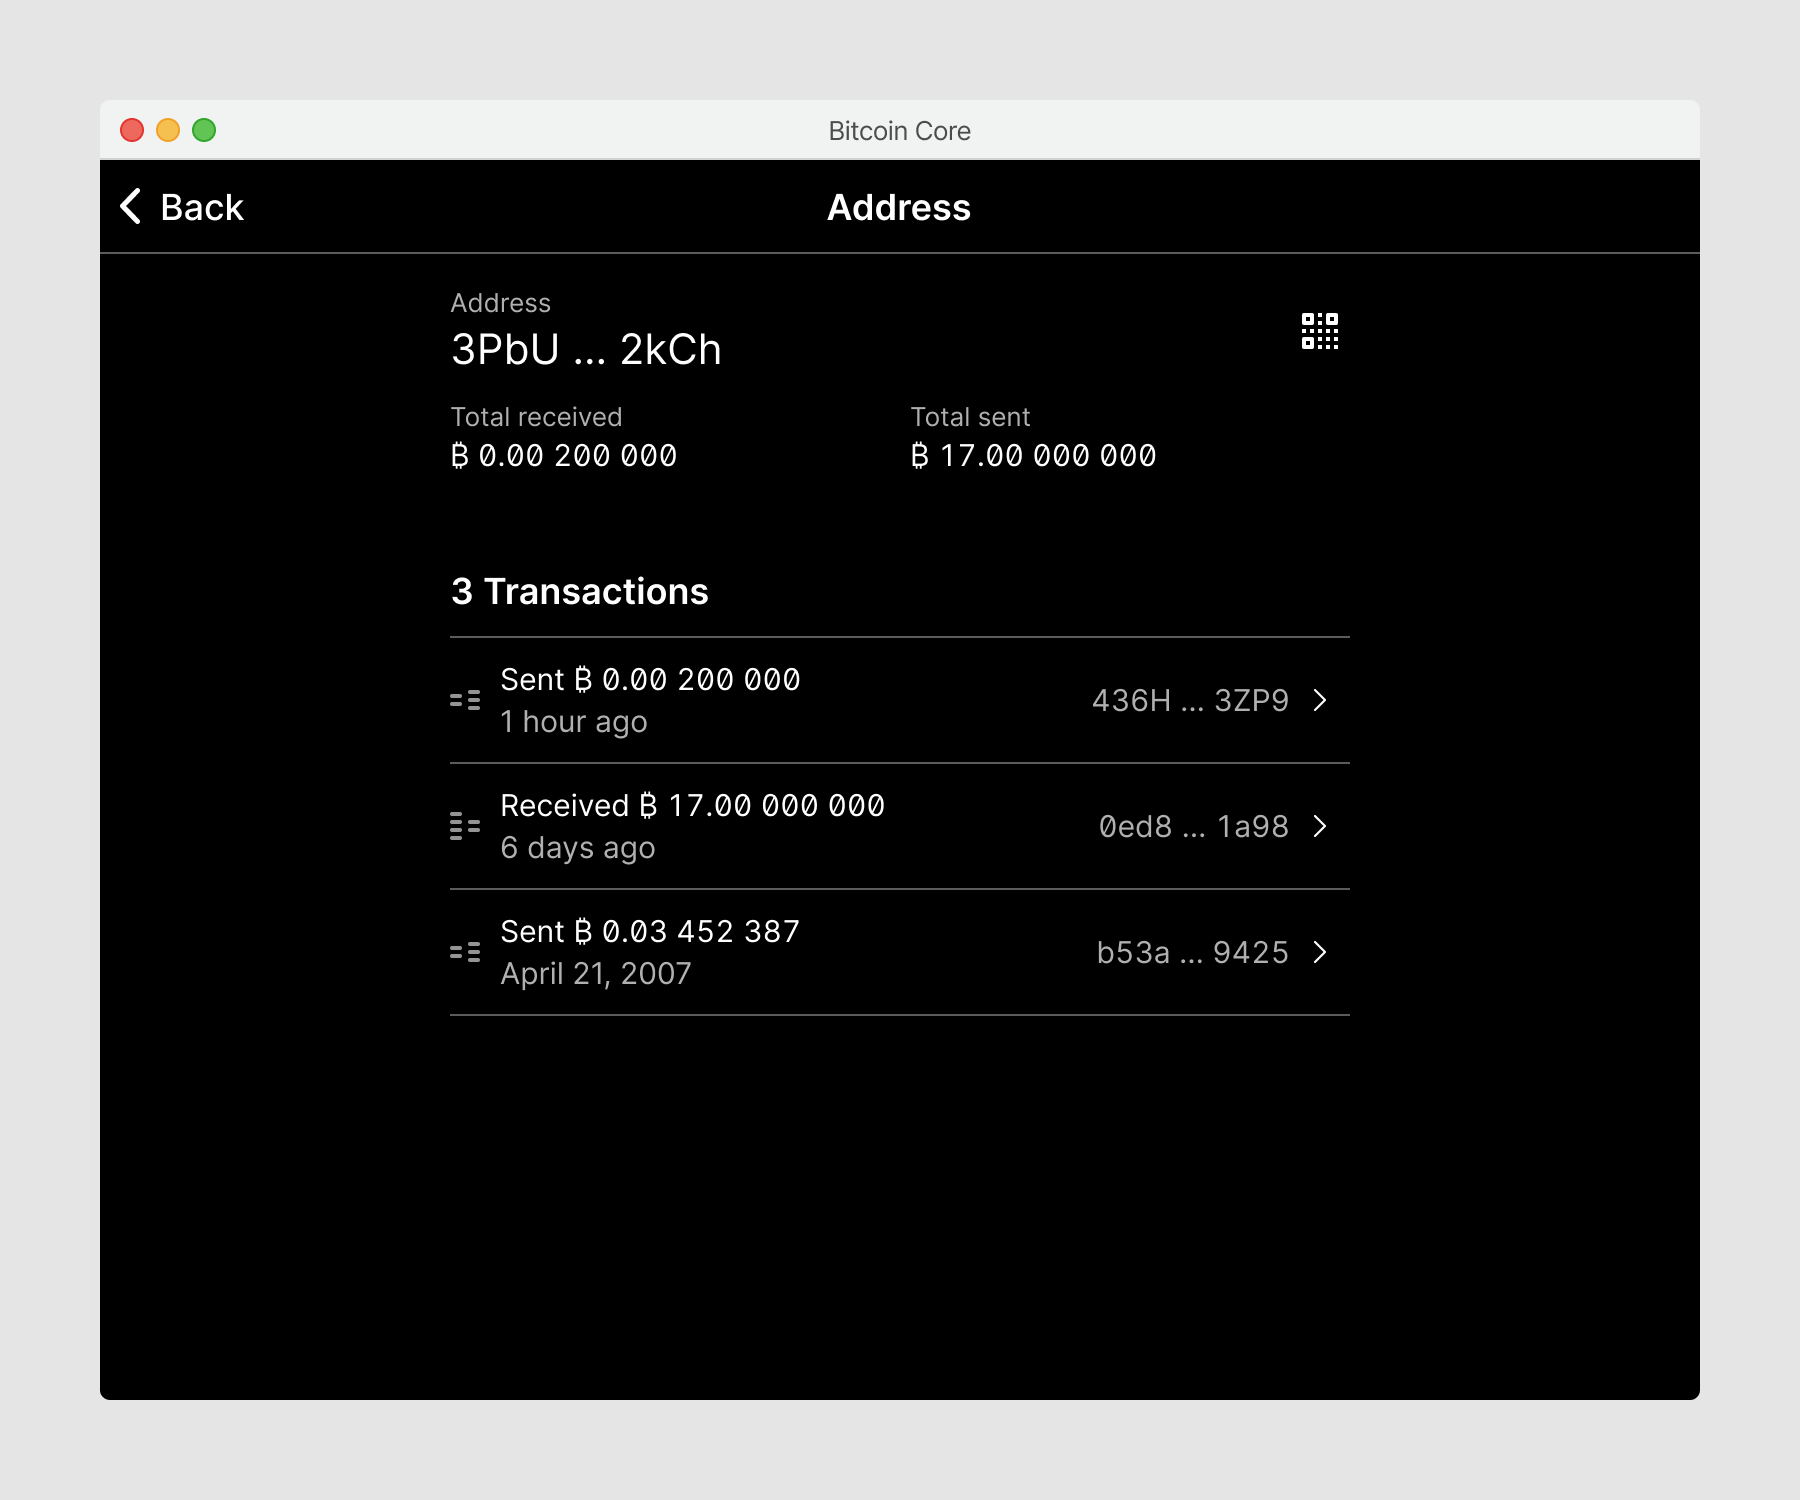 Bitcoin Core
Back
Address
Address
3PbU ... 2kCh
Total received
Total sent
₿ 0.00 200 000
₿ 17.00 000 000
3 Transactions
Sent ₿ 0.00 200 000
436H ... 3ZP9
1 hour ago
Received ₿ 17.00 000 000
0ed8 ... 1a98
6 days ago
Sent ₿ 0.03 452 387
b53a ... 9425
April 21, 2007